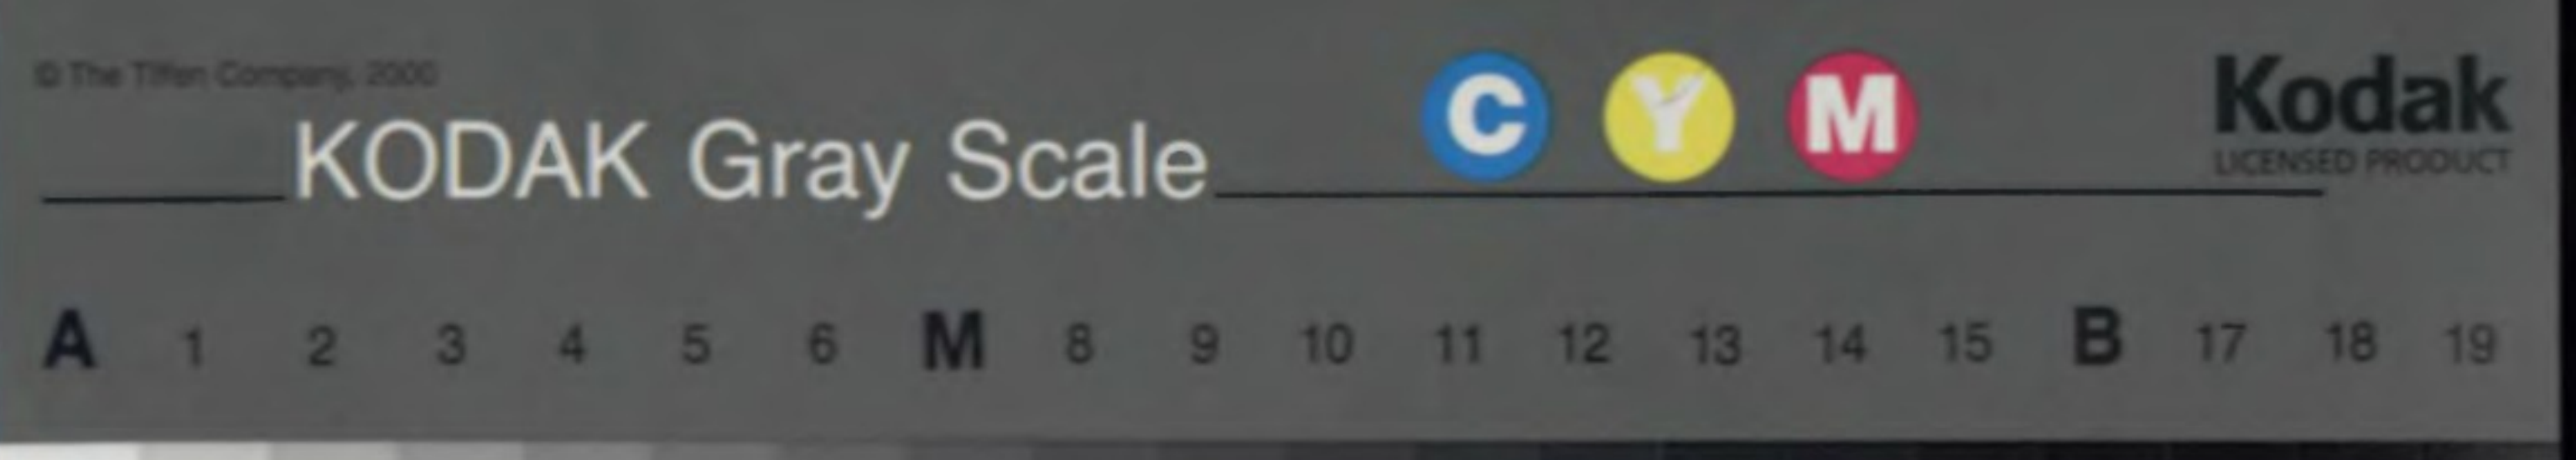 © The Tiffen Company, 2000
KODAK Gray Scale
C Y M
Kodak
LICENSED PRODUCT
A 1 2 3 4 5 6 M 8 9 10 11 12 13 14 15 B 17 18 19